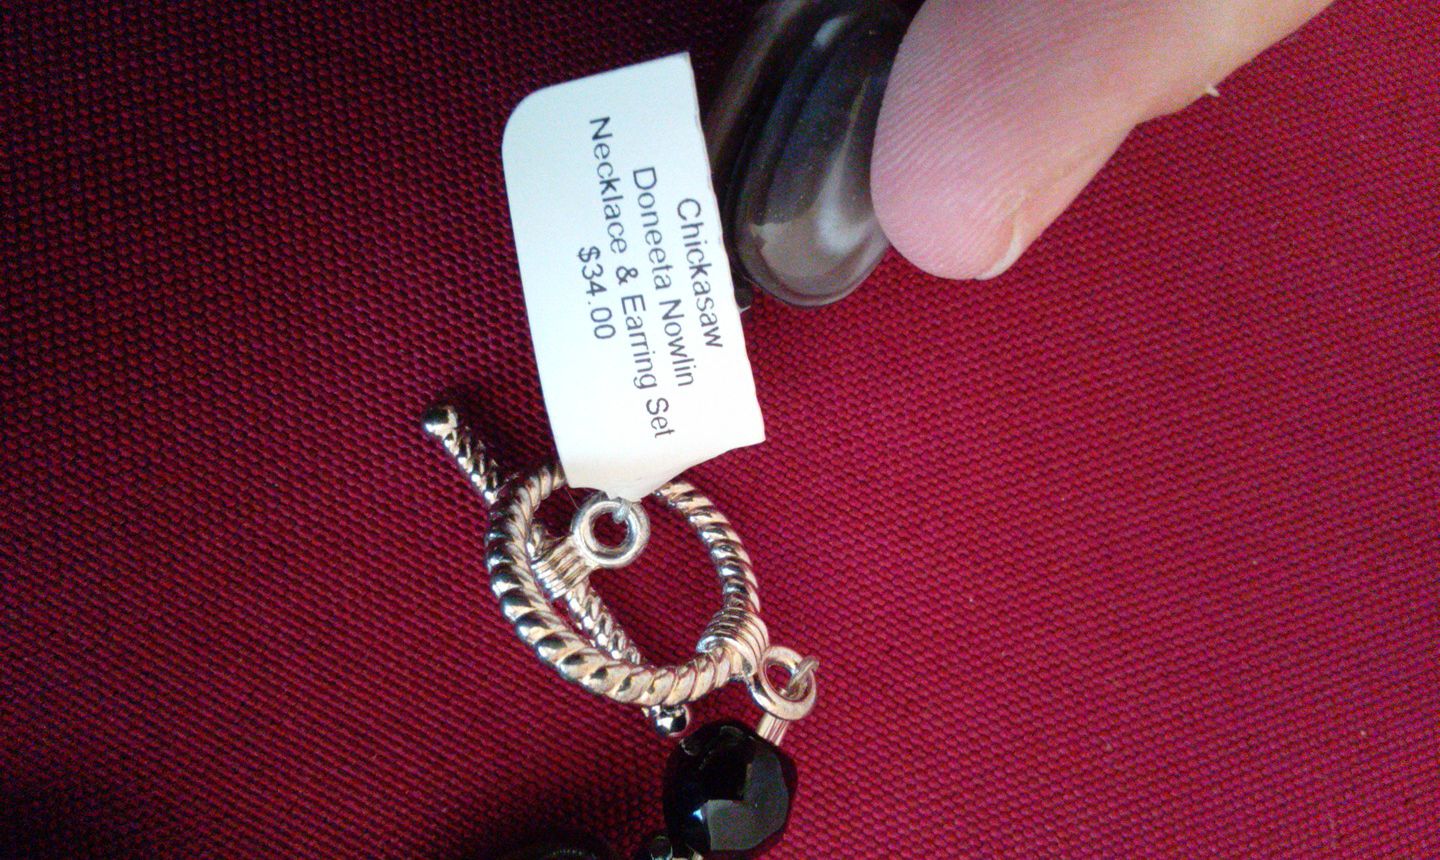 Chickasaw
Doneeta Nowlin
Necklace & Earring Set
$34.00